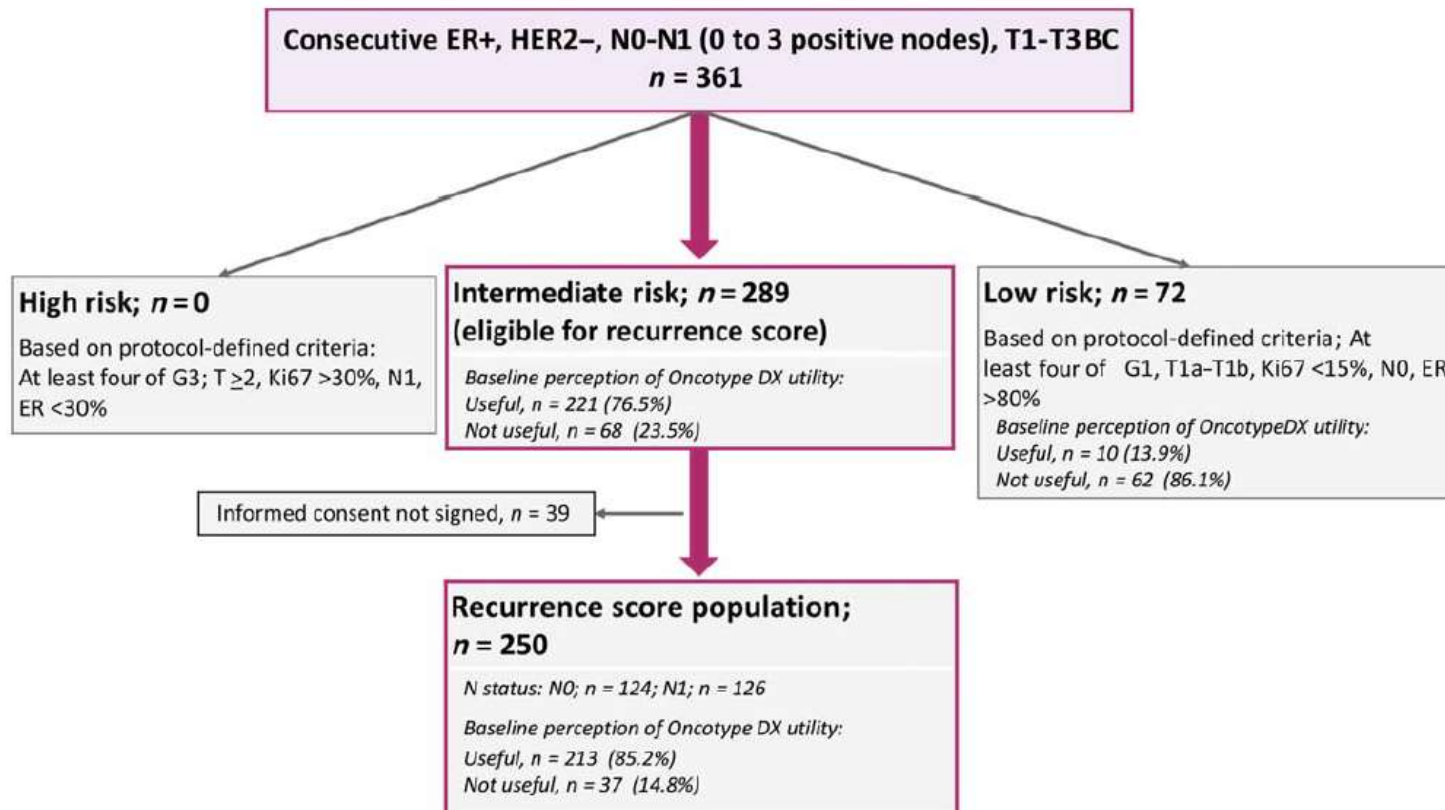 Consecutive ER+, HER2–, N0-N1 (0 to 3 positive nodes), T1-T3 BC
n = 361
High risk; n = 0
Based on protocol-defined criteria:
At least four of G3; T ≥2, Ki67 >30%, N1,
ER <30%
Intermediate risk; n = 289
(eligible for recurrence score)
Baseline perception of Oncotype DX utility:
Useful, n = 221 (76.5%)
Not useful, n = 68 (23.5%)
Low risk; n = 72
Based on protocol-defined criteria; At
least four of G1, T1a–T1b, Ki67 <15%, N0, ER
>80%
Baseline perception of OncotypeDX utility:
Useful, n = 10 (13.9%)
Not useful, n = 62 (86.1%)
Informed consent not signed, n = 39
Recurrence score population;
n = 250
N status: N0; n = 124; N1; n = 126
Baseline perception of Oncotype DX utility:
Useful, n = 213 (85.2%)
Not useful, n = 37 (14.8%)